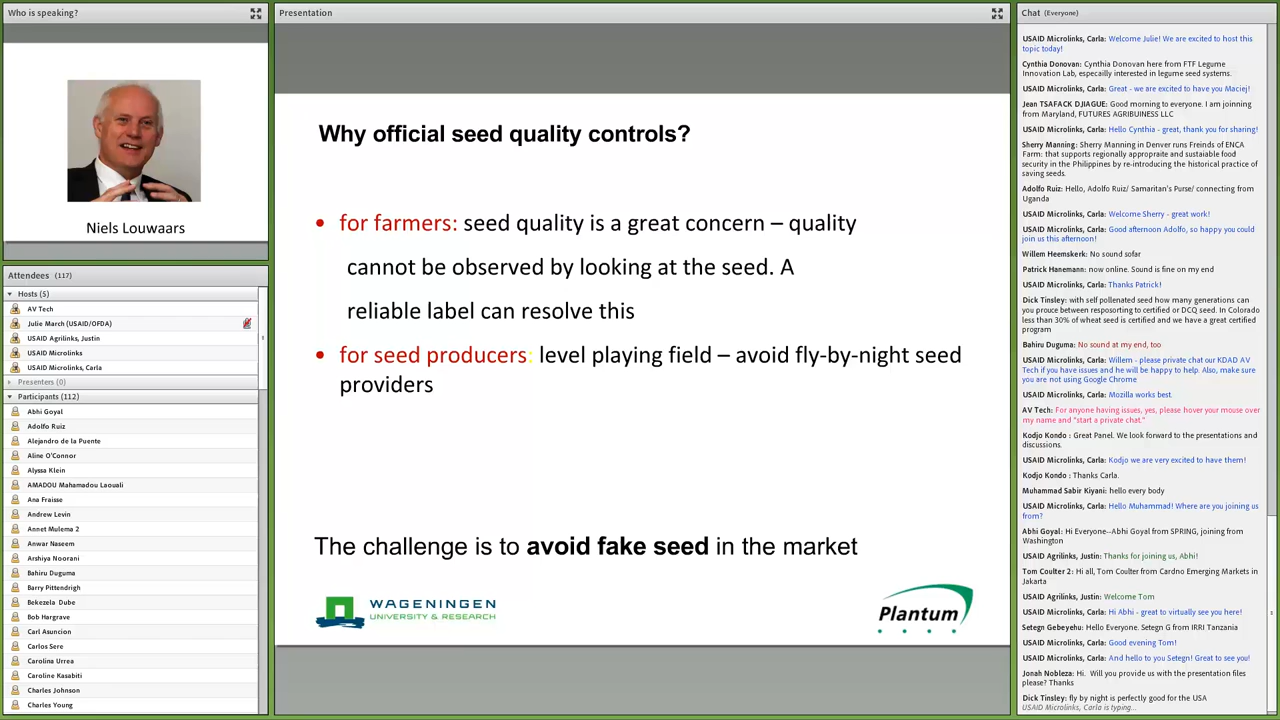 Who is speaking?
Niels Louwaars
Attendees (117)
Hosts (5)
AV Tech
Julie March (USAID/OFDA)
USAID Agrilinks, Justin
USAID Microlinks
USAID Microlinks, Carla
Presenters (0)
Participants (112)
Abhi Goyal
Adolfo Ruiz
Alejandro de la Puente
Aline O'Connor
Alyssa Klein
AMADOU Mahamadou Laouali
Ana Fraisse
Andrew Levin
Annet Mulema 2
Anwar Naseem
Arshiya Noorani
Bahiru Duguma
Barry Pittendrigh
Bekezela Dube
Bob Hargrave
Carl Asuncion
Carlos Sere
Carolina Urrea
Caroline Kasabiti
Charles Johnson
Charles Young
Presentation
Why official seed quality controls?
• for farmers: seed quality is a great concern – quality
cannot be observed by looking at the seed. A
reliable label can resolve this
• for seed producers: level playing field – avoid fly-by-night seed
providers
The challenge is to avoid fake seed in the market
WAGENINGEN
UNIVERSITY & RESEARCH
Plantum
Chat (Everyone)
USAID Microlinks, Carla: Welcome Julie! We are excited to host this
topic today!
Cynthia Donovan: Cynthia Donovan here from FTF Legume
Innovation Lab, especailly interested in legume seed systems.
USAID Microlinks, Carla: Great - we are excited to have you Maciej!
Jean TSAFACK DJIAGUE: Good morning to everyone. I am joinning
from Maryland, FUTURES AGRIBUINESS LLC
USAID Microlinks, Carla: Hello Cynthia - great, thank you for sharing!
Sherry Manning: Sherry Manning in Denver runs Freinds of ENCA
Farm: that supports regionally appropraite and sustaiable food
security in the Philippines by re-introducing the historical practice of
saving seeds.
Adolfo Ruiz: Hello, Adolfo Ruiz/ Samaritan's Purse/ connecting from
Uganda
USAID Microlinks, Carla: Welcome Sherry - great work!
USAID Microlinks, Carla: Good afternoon Adolfo, so happy you could
join us this afternoon!
Willem Heemskerk: No sound sofar
Patrick Hanemann: now online. Sound is fine on my end
USAID Microlinks, Carla: Thanks Patrick!
Dick Tinsley: with self pollenated seed how many generations can
you prouce between resposorting to certified or DCQ seed. In Colorado
less than 30% of wheat seed is certified and we have a great certified
program
Bahiru Duguma: No sound at my end, too
USAID Microlinks, Carla: Willem - please private chat our KDAD AV
Tech if you have issues and he will be happy to help. Also, make sure
you are not using Google Chrome
USAID Microlinks, Carla: Mozilla works best.
AV Tech: For anyone having issues, yes, please hover your mouse over
my name and "start a private chat."
Kodjo Kondo : Great Panel. We look forward to the presentations and
discussions.
USAID Microlinks, Carla: Kodjo we are very excited to have them!
Kodjo Kondo : Thanks Carla.
Muhammad Sabir Kiyani: hello every body
USAID Microlinks, Carla: Hello Muhammad! Where are you joining us
from?
Abhi Goyal: Hi Everyone--Abhi Goyal from SPRING, joining from
Washington
USAID Agrilinks, Justin: Thanks for joining us, Abhi!
Tom Coulter 2: Hi all, Tom Coulter from Cardno Emerging Markets in
Jakarta
USAID Agrilinks, Justin: Welcome Tom
USAID Microlinks, Carla: Hi Abhi - great to virtually see you here!
Setegn Gebeyehu: Hello Everyone. Setegn G from IRRI Tanzania
USAID Microlinks, Carla: Good evening Tom!
USAID Microlinks, Carla: And hello to you Setegn! Great to see you!
Jonah Nobleza: Hi. Will you provide us with the presentation files
please? Thanks
Dick Tinsley: fly by night is perfectly good for the USA
USAID Microlinks, Carla is typing...